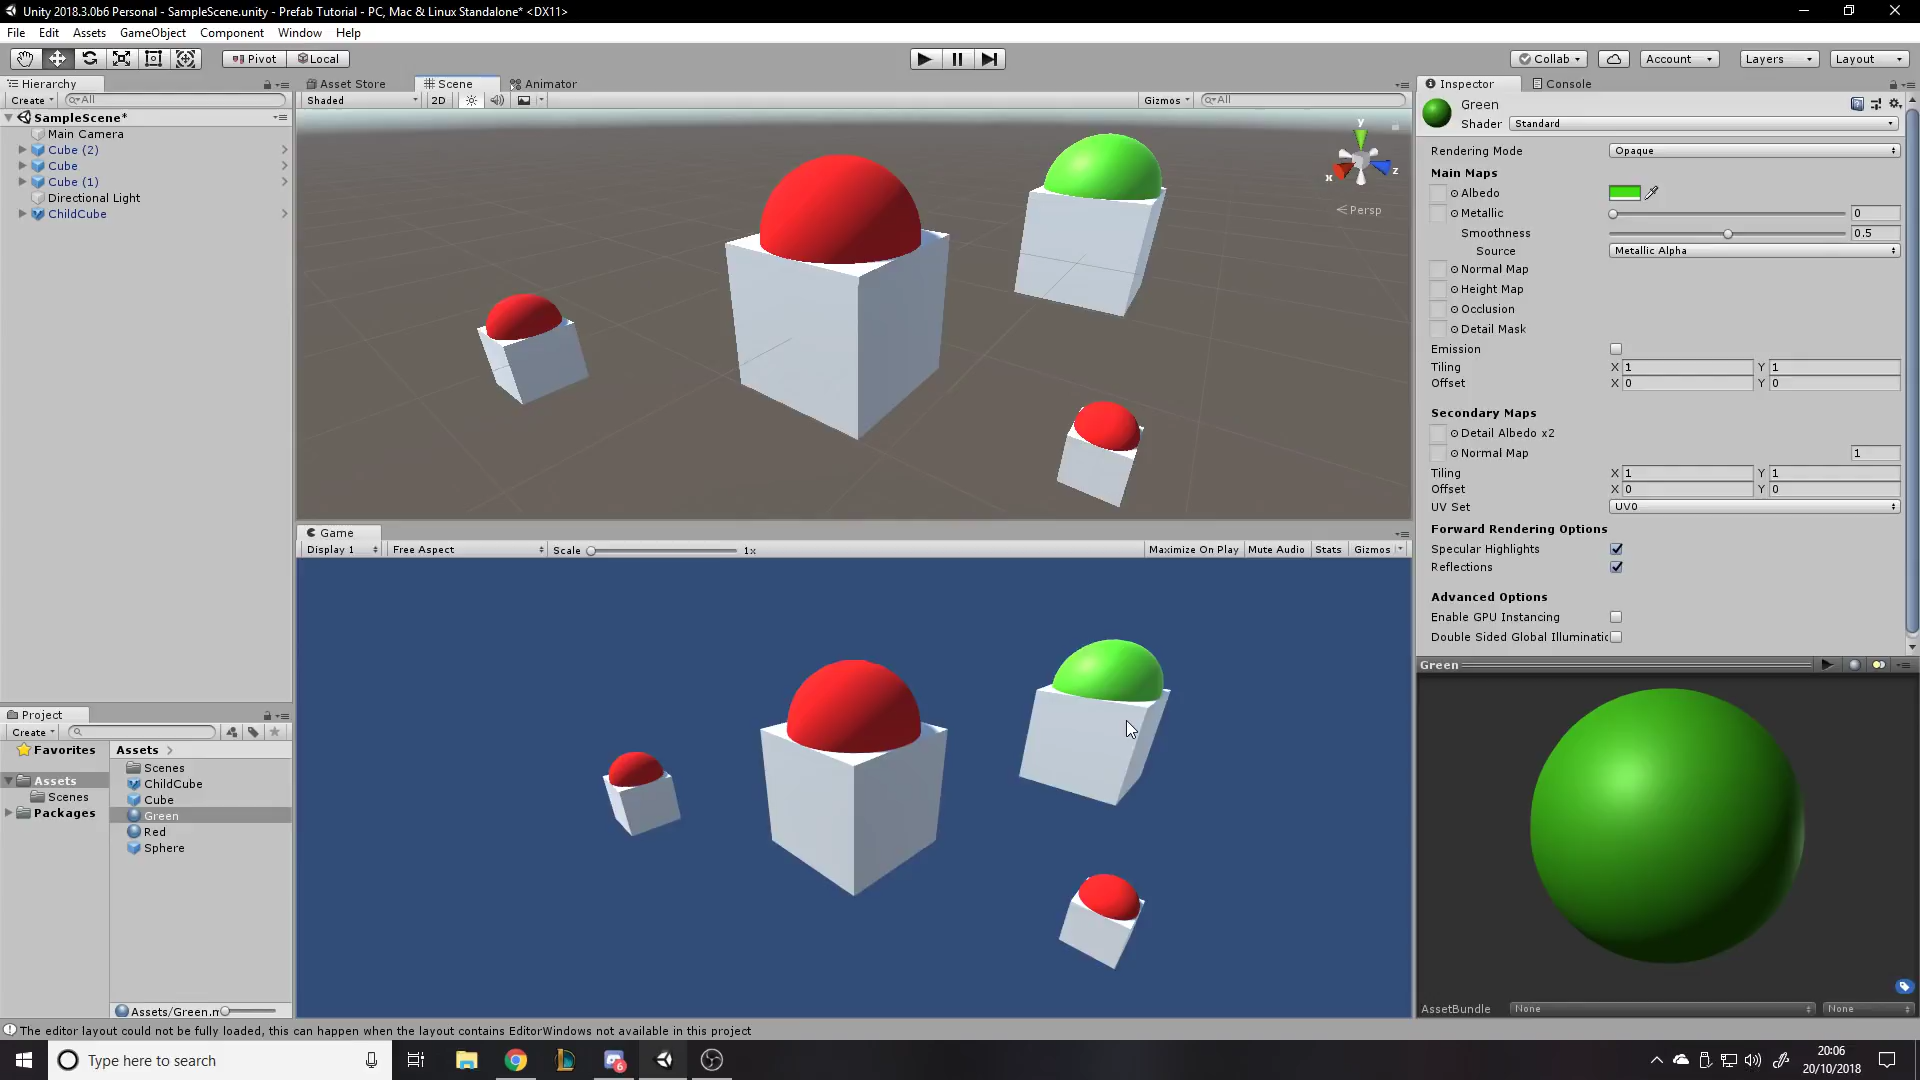 Unity 2018.3.0b6 Personal - SampleScene.unity - Prefab Tutorial - PC, Mac & Linux Standalone* <DX11>
File Edit Assets GameObject Component Window Help
Pivot Local
Collab Account Layers Layout
Hierarchy
Create All
SampleScene*
Main Camera
Cube (2)
Cube
Cube (1)
Directional Light
ChildCube
Asset Store Scene Animator
Shaded 2D Gizmos All
y
x
z
Persp
Game
Display 1 Free Aspect Scale 1x Maximize On Play Mute Audio Stats Gizmos
Project
Create
Favorites
Assets
Scenes
Packages
Assets
Scenes
ChildCube
Cube
Green
Red
Sphere
Assets/Green.m
Inspector Console
Green
Shader Standard
Rendering Mode Opaque
Main Maps
Albedo
Metallic 0
Smoothness 0.5
Source Metallic Alpha
Normal Map
Height Map
Occlusion
Detail Mask
Emission
Tiling X 1 Y 1
Offset X 0 Y 0
Secondary Maps
Detail Albedo x2
Normal Map 1
Tiling X 1 Y 1
Offset X 0 Y 0
UV Set UV0
Forward Rendering Options
Specular Highlights
Reflections
Advanced Options
Enable GPU Instancing
Double Sided Global Illuminatio
Green
AssetBundle None None
The editor layout could not be fully loaded, this can happen when the layout contains EditorWindows not available in this project
Type here to search
6
20:06
20/10/2018